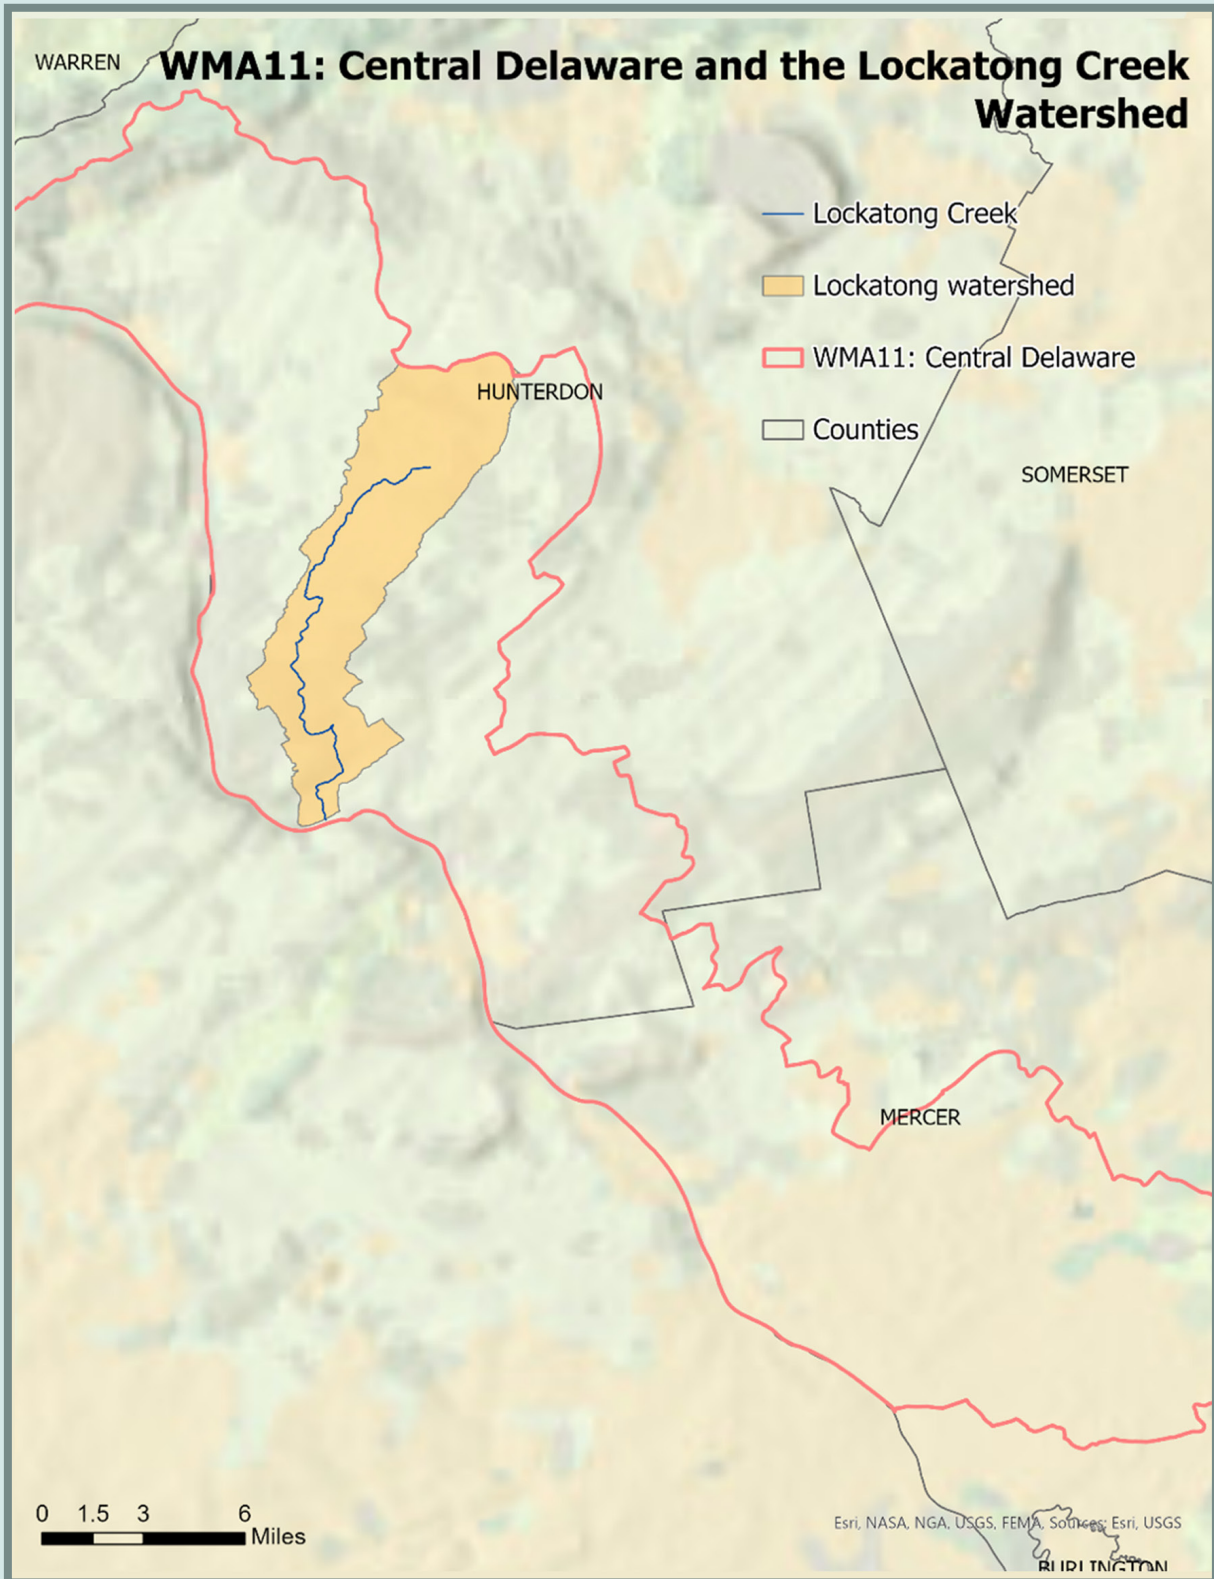 WARREN
WMA11: Central Delaware and the Lockatong Creek
Watershed
Lockatong Creek
Lockatong watershed
WMA11: Central Delaware
Counties
HUNTERDON
SOMERSET
MERCER
0 1.5 3 6
Miles
Esri, NASA, NGA, USGS, FEMA, Sources: Esri, USGS
BURLINGTON